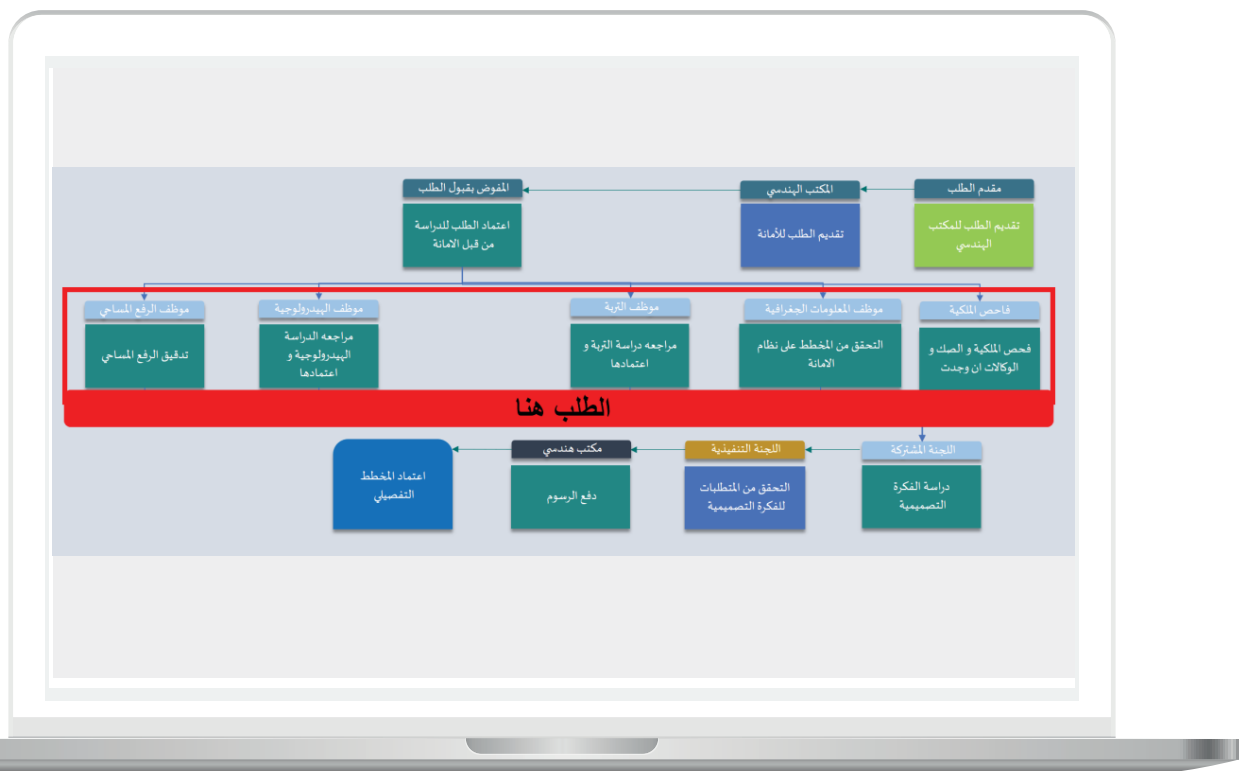 مقدم الطلب
تقديم الطلب للمكتب
الهندسي
المكتب الهندسي
تقديم الطلب للأمانة
المفوض بقبول الطلب
اعتماد الطلب للدراسة
من قبل الامانة
فاحص الملكية
فحص الملكية و الصك و
الوكالات ان وجدت
موظف المعلومات الجغرافية
التحقق من المخطط على نظام
الامانة
موظف التربة
مراجعه دراسة التربة و
اعتمادها
موظف الهيدرولوجية
مراجعه الدراسة
الهيدرولوجية و
اعتمادها
موظف الرفع المساحي
تدقيق الرفع المساحي
الطلب هنا
اللجنة المشتركة
دراسة الفكرة
التصميمية
اللجنة التنفيذية
التحقق من المتطلبات
للفكرة التصميمية
مكتب هندسي
دفع الرسوم
اعتماد المخطط
التفصيلي